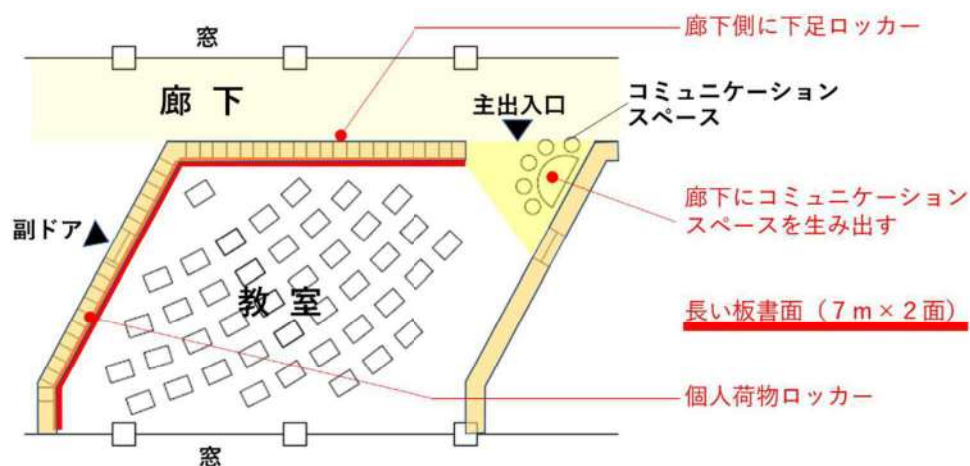 窓
廊下側に下足ロッカー
廊 下
主出入口
コミュニケーション
スペース
副ドア
廊下にコミュニケーション
スペースを生み出す
教 室
長い板書面（７ｍ×２面）
個人荷物ロッカー
窓